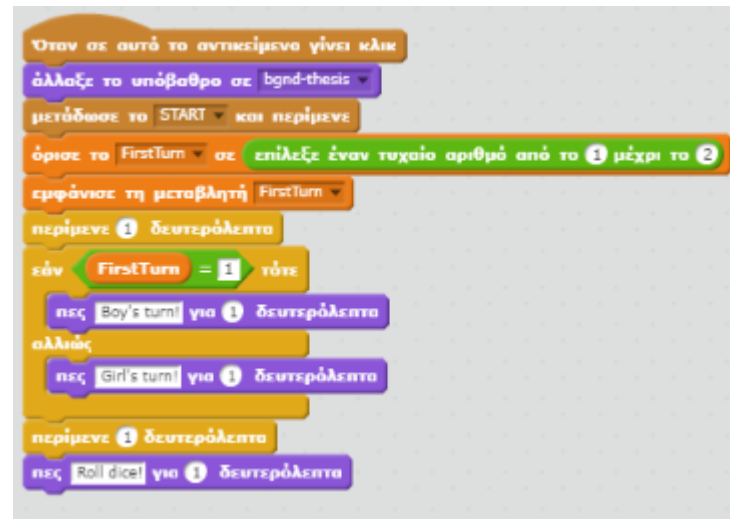 Όταν σε αυτό το αντικείμενο γίνει κλικ
άλλαξε το υπόβαθρο σε bgnd-thesis
μετάδωσε το START και περίμενε
όρισε το FirstTurn σε επίλεξε έναν τυχαίο αριθμό από το 1 μέχρι το 2
εμφάνισε τη μεταβλητή FirstTurn
περίμενε 1 δευτερόλεπτα
εάν FirstTurn = 1 τότε
πες Boy's turn! για 1 δευτερόλεπτα
αλλιώς
πες Girl's turn! για 1 δευτερόλεπτα
περίμενε 1 δευτερόλεπτα
πες Roll dice! για 1 δευτερόλεπτα